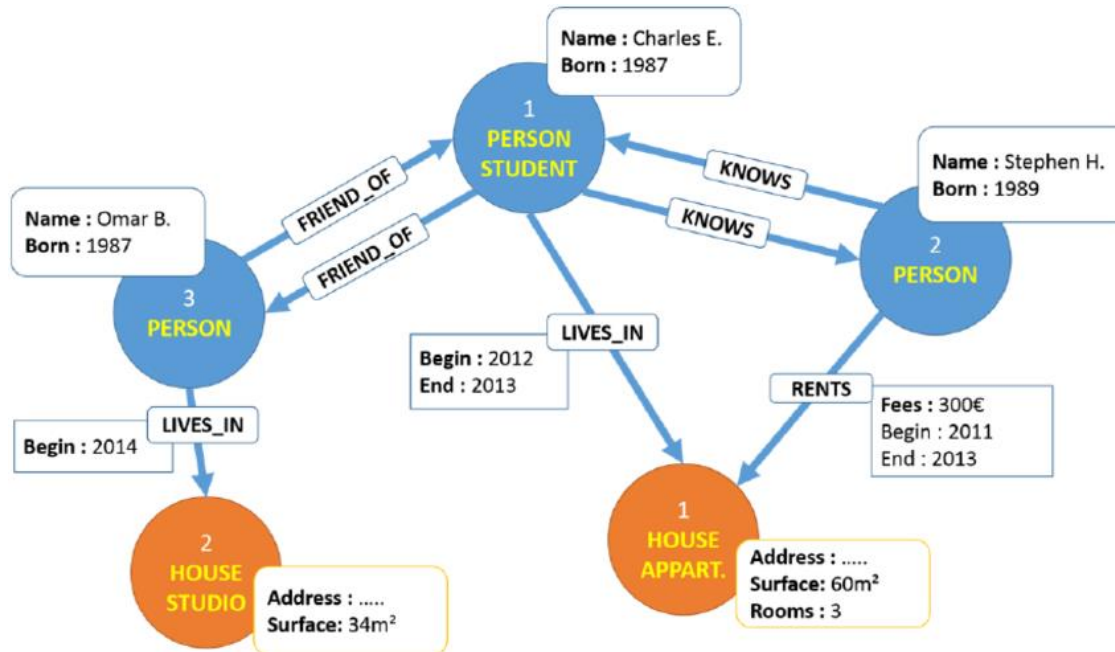 Name : Charles E.
Born : 1987
1
PERSON
STUDENT
Name : Stephen H.
Born : 1989
2
PERSON
KNOWS
KNOWS
Name : Omar B.
Born : 1987
3
PERSON
FRIEND_OF
FRIEND_OF
LIVES_IN
Begin : 2012
End : 2013
RENTS
Fees : 300€
Begin : 2011
End : 2013
LIVES_IN
Begin : 2014
2
HOUSE
STUDIO
Address : .....
Surface: 34m²
1
HOUSE
APPART.
Address : .....
Surface: 60m²
Rooms : 3